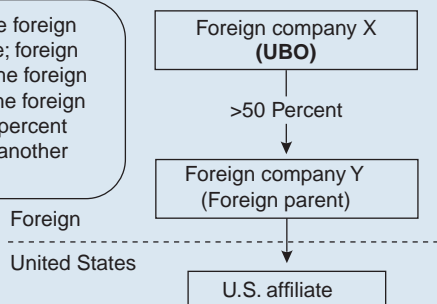 e foreign
e; foreign
he foreign
he foreign
percent
another
Foreign company X
(UBO)
>50 Percent
Foreign company Y
(Foreign parent)
Foreign
United States
U.S. affiliate